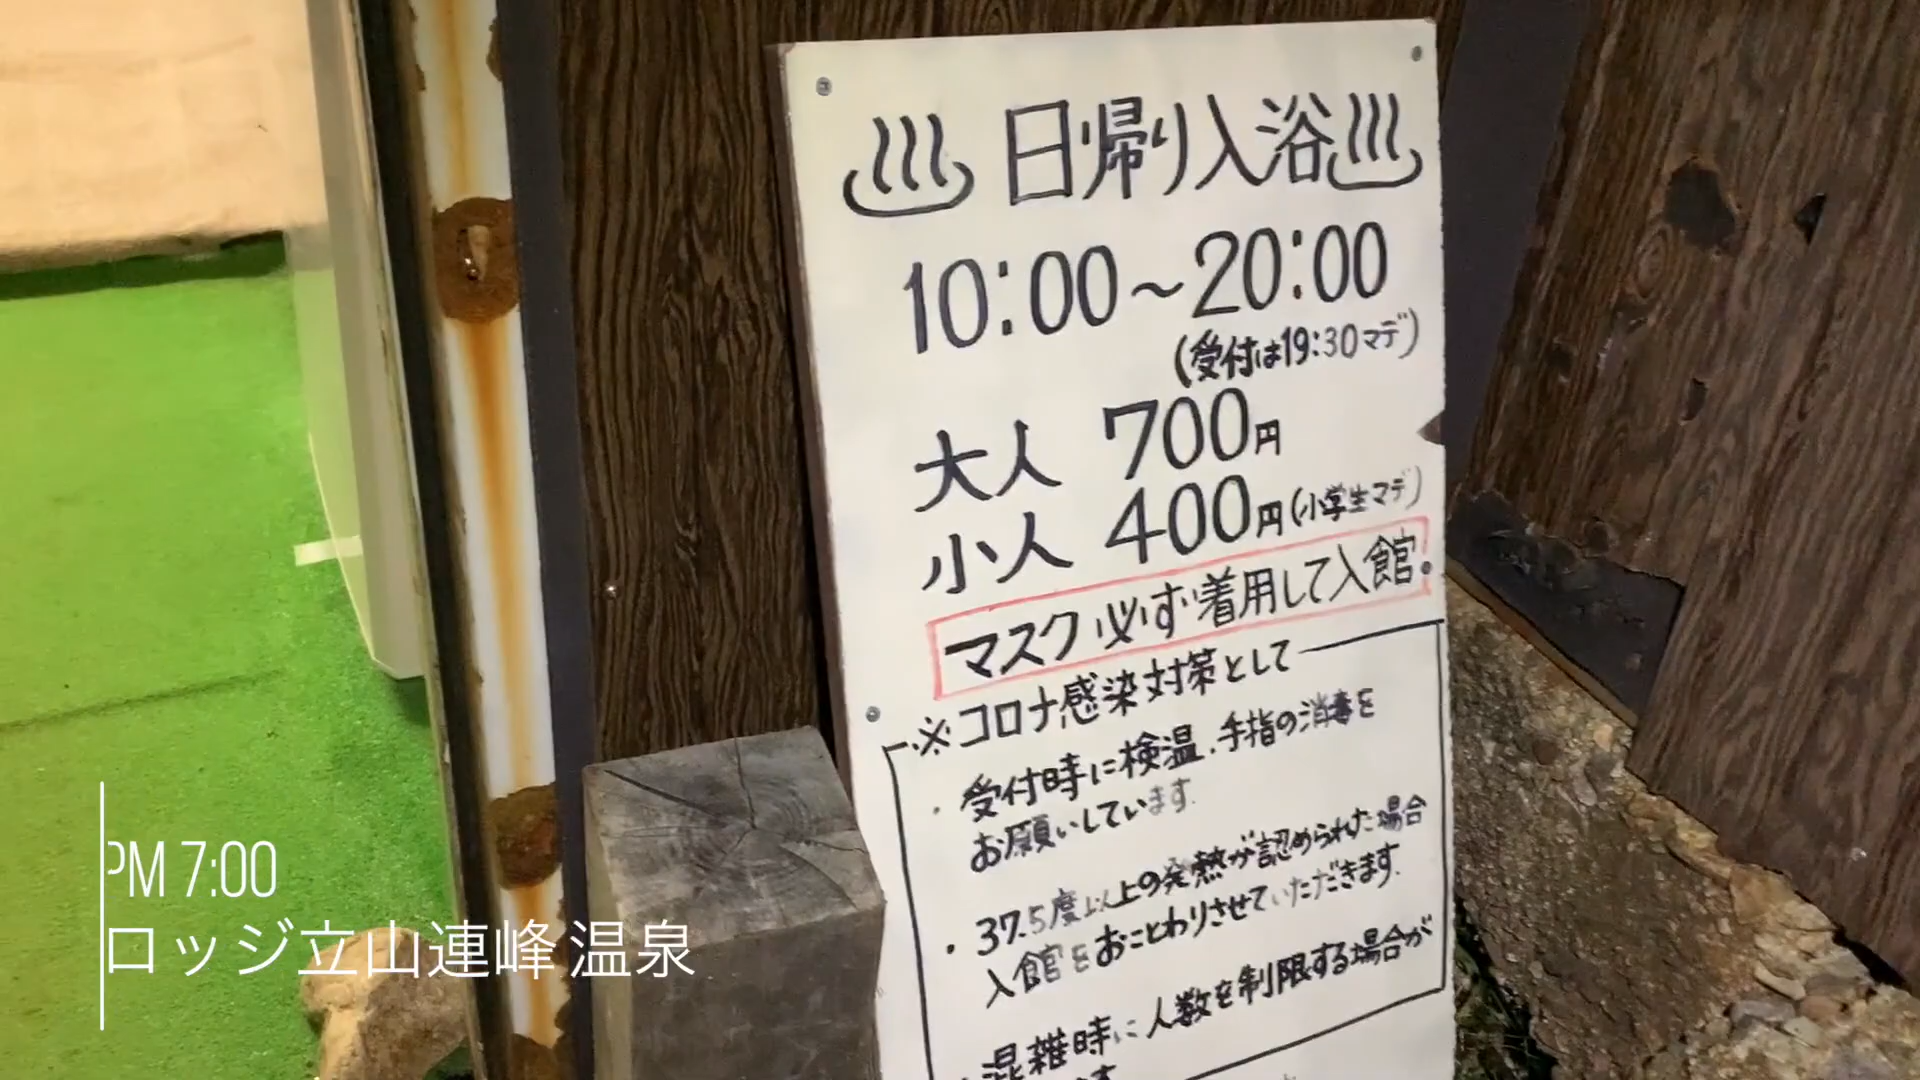 ♨ 日帰り入浴 ♨
10:00〜20:00
(受付は19:30マデ)
大人 700円
小人 400円(小学生マデ)
マスク必ず着用して入館.
※コロナ感染対策として
・受付時に検温.手指の消毒を
お願いしています.
・37.5度以上の発熱が認められた場合
入館をおことわりさせていただきます.
・混雑時に人数を制限する場合が
PM 7:00
ロッジ立山連峰 温泉